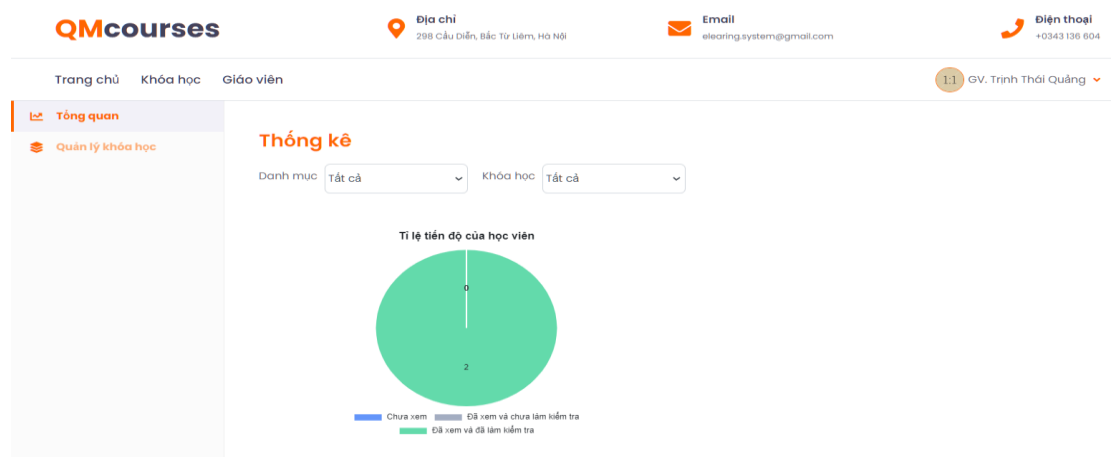 QMcourses
Địa chỉ
298 Cầu Diễn, Bắc Từ Liêm, Hà Nội
Email
elearing.system@gmail.com
Điện thoại
+0343 136 604
Trang chủ Khóa học Giáo viên
1:1 GV. Trịnh Thái Quảng
Tổng quan
Quản lý khóa học
Thống kê
Danh mục Tất cả Khóa học Tất cả
Tỉ lệ tiến độ của học viên
0
2
Chưa xem Đã xem và chưa làm kiểm tra
Đã xem và đã làm kiểm tra